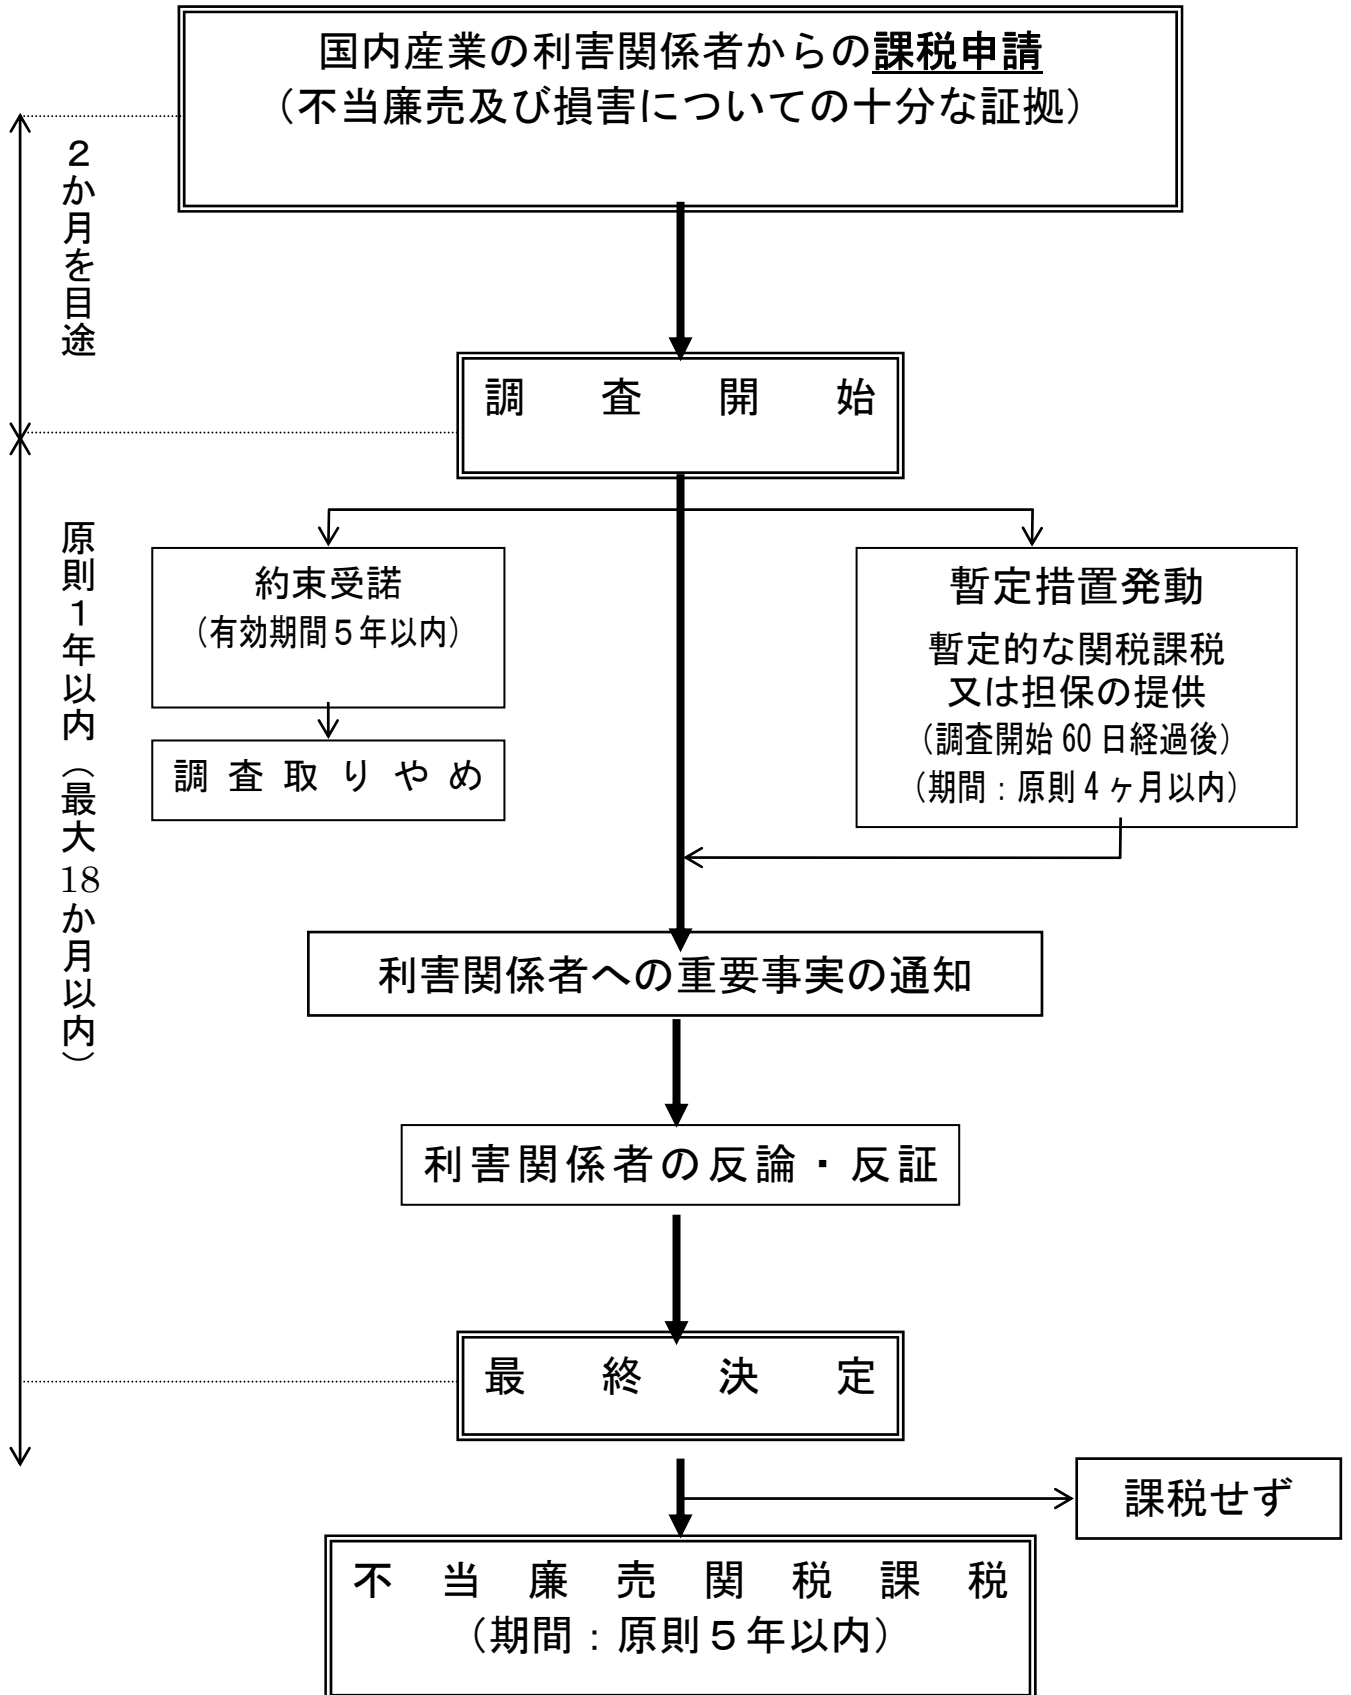 国内産業の利害関係者からの課税申請
（不当廉売及び損害についての十分な証拠）
２か月を目途
調査開始
原則１年以内（最大18か月以内）
約束受諾
（有効期間５年以内）
調査取りやめ
暫定措置発動
暫定的な関税課税
又は担保の提供
（調査開始60日経過後）
（期間：原則4ヶ月以内）
利害関係者への重要事実の通知
利害関係者の反論・反証
最終決定
課税せず
不当廉売関税課税
（期間：原則５年以内）